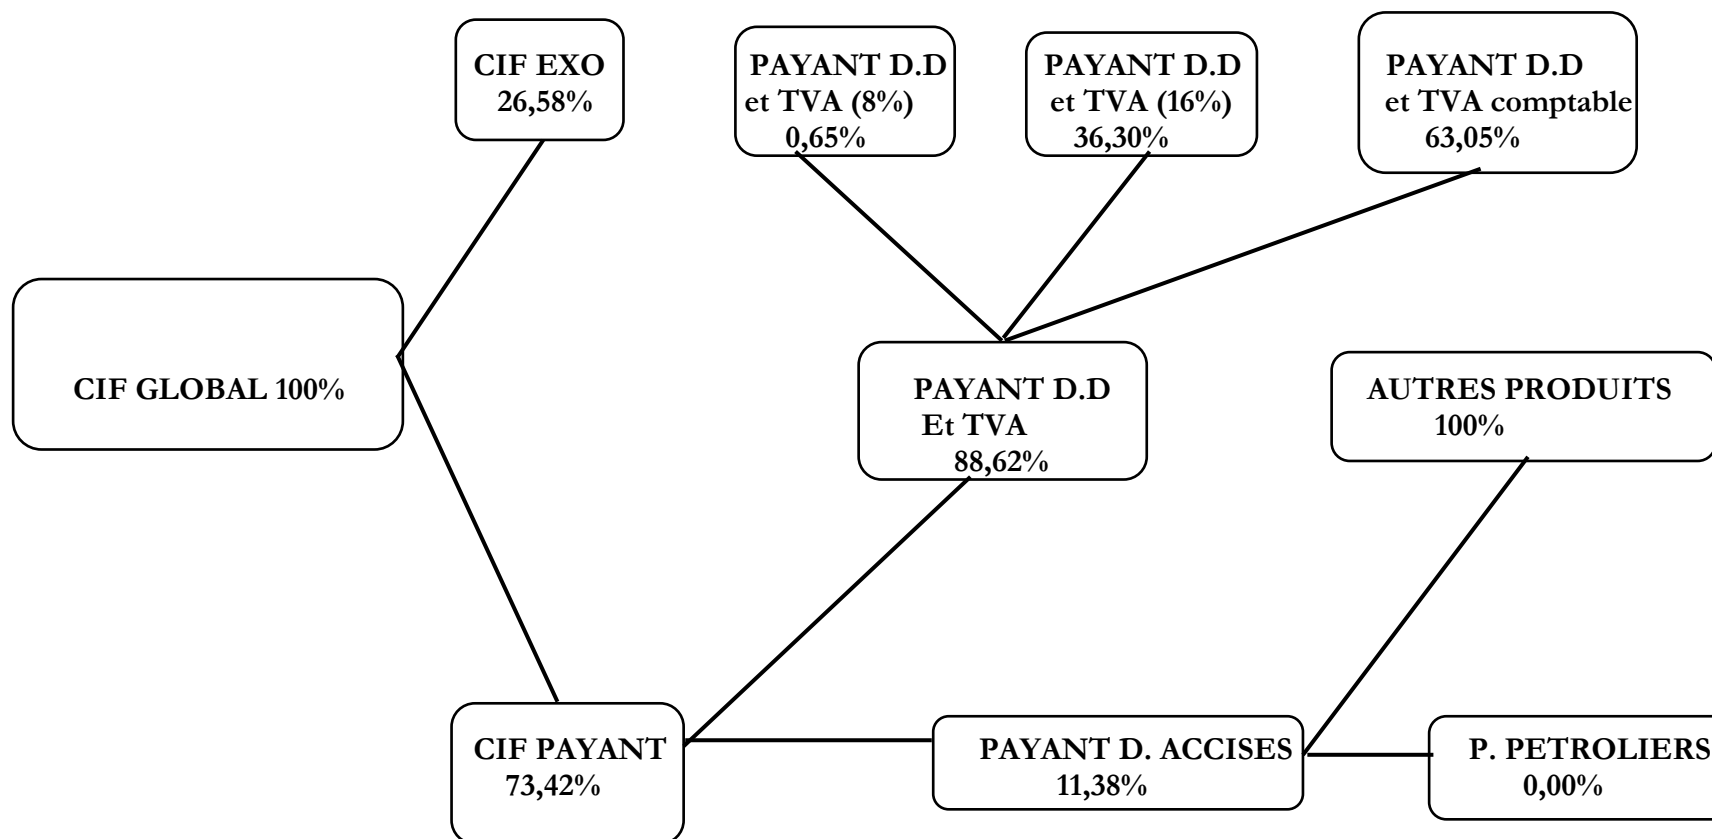 CIF EXO
26,58%
PAYANT D.D
et TVA (8%)
0,65%
PAYANT D.D
et TVA (16%)
36,30%
PAYANT D.D
et TVA comptable
63,05%
CIF GLOBAL 100%
PAYANT D.D
Et TVA
88,62%
AUTRES PRODUITS
100%
CIF PAYANT
73,42%
PAYANT D. ACCISES
11,38%
P. PETROLIERS
0,00%